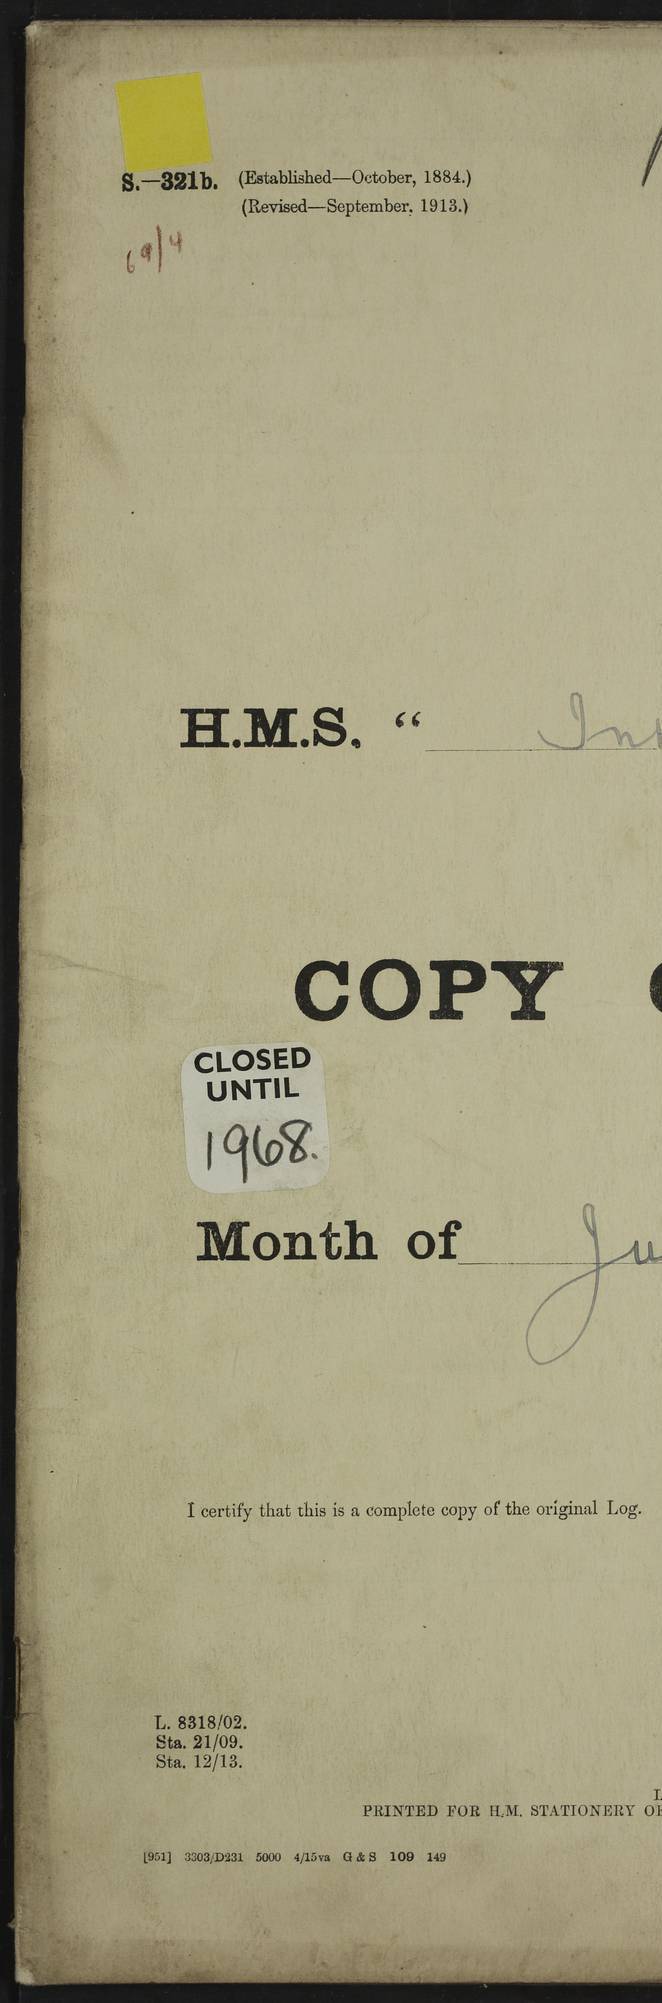 S.—321b. (Established—October, 1884.)
(Revised—September, 1913.)
69/4
H.M.S. “
COPY
CLOSED
UNTIL
1968.
Month of Ju
I certify that this is a complete copy of the original Log.
L. 8318/02.
Sta. 21/09.
Sta. 12/13.
PRINTED FOR H.M. STATIONERY OF
[951] 3303/D231 5000 4/15va G & S 109 149